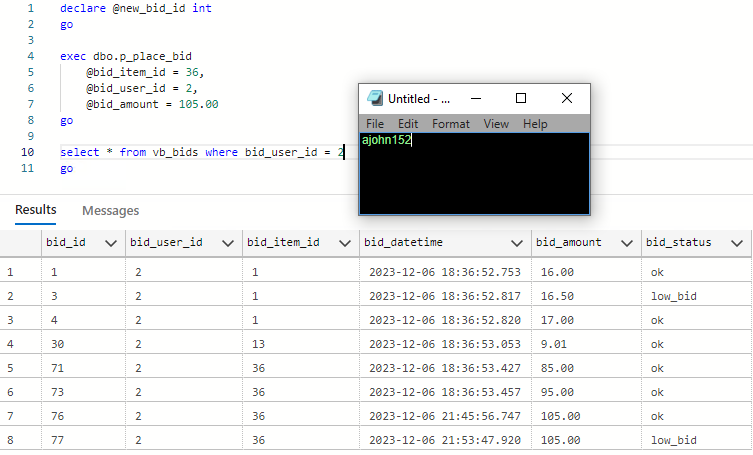 1 declare @new_bid_id int
2 go
3
4 exec dbo.p_place_bid
5 @bid_item_id = 36,
6 @bid_user_id = 2,
7 @bid_amount = 105.00
8 go
9
10 select * from vb_bids where bid_user_id = 2
11 go
Untitled - ...
File Edit Format View Help
ajohn152
Results Messages
bid_id bid_user_id bid_item_id bid_datetime bid_amount bid_status
1 1 2 1 2023-12-06 18:36:52.753 16.00 ok
2 3 2 1 2023-12-06 18:36:52.817 16.50 low_bid
3 4 2 1 2023-12-06 18:36:52.820 17.00 ok
4 30 2 13 2023-12-06 18:36:53.053 9.01 ok
5 71 2 36 2023-12-06 18:36:53.427 85.00 ok
6 73 2 36 2023-12-06 18:36:53.457 95.00 ok
7 76 2 36 2023-12-06 21:45:56.747 105.00 ok
8 77 2 36 2023-12-06 21:53:47.920 105.00 low_bid